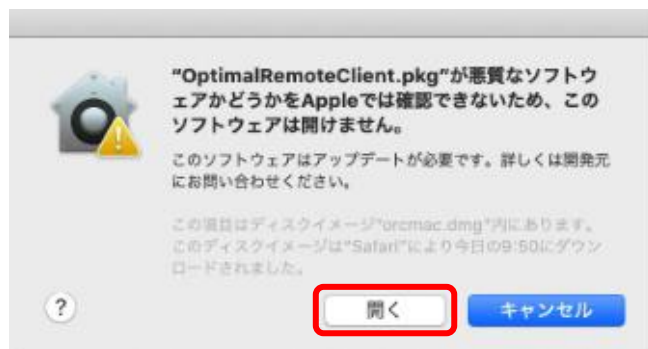 “OptimalRemoteClient.pkg”が悪質なソフトウ
ェアかどうかをAppleでは確認できないため、この
ソフトウェアは開けません。
このソフトウェアはアップデートが必要です。詳しくは開発元
にお問い合わせください。
この項目はディスクイメージ“orcmac.dmg”内にあります。
このディスクイメージは“Safari”により今日の9:50にダウン
ロードされました。
?
開く
キャンセル